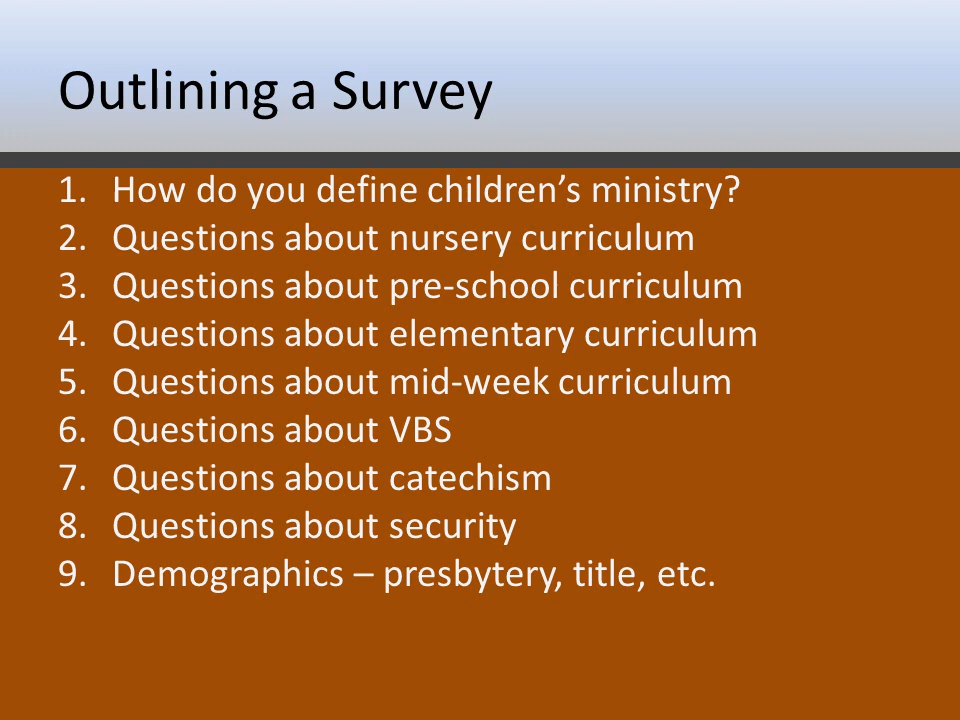 Outlining a Survey
1. How do you define children’s ministry?
2. Questions about nursery curriculum
3. Questions about pre-school curriculum
4. Questions about elementary curriculum
5. Questions about mid-week curriculum
6. Questions about VBS
7. Questions about catechism
8. Questions about security
9. Demographics – presbytery, title, etc.